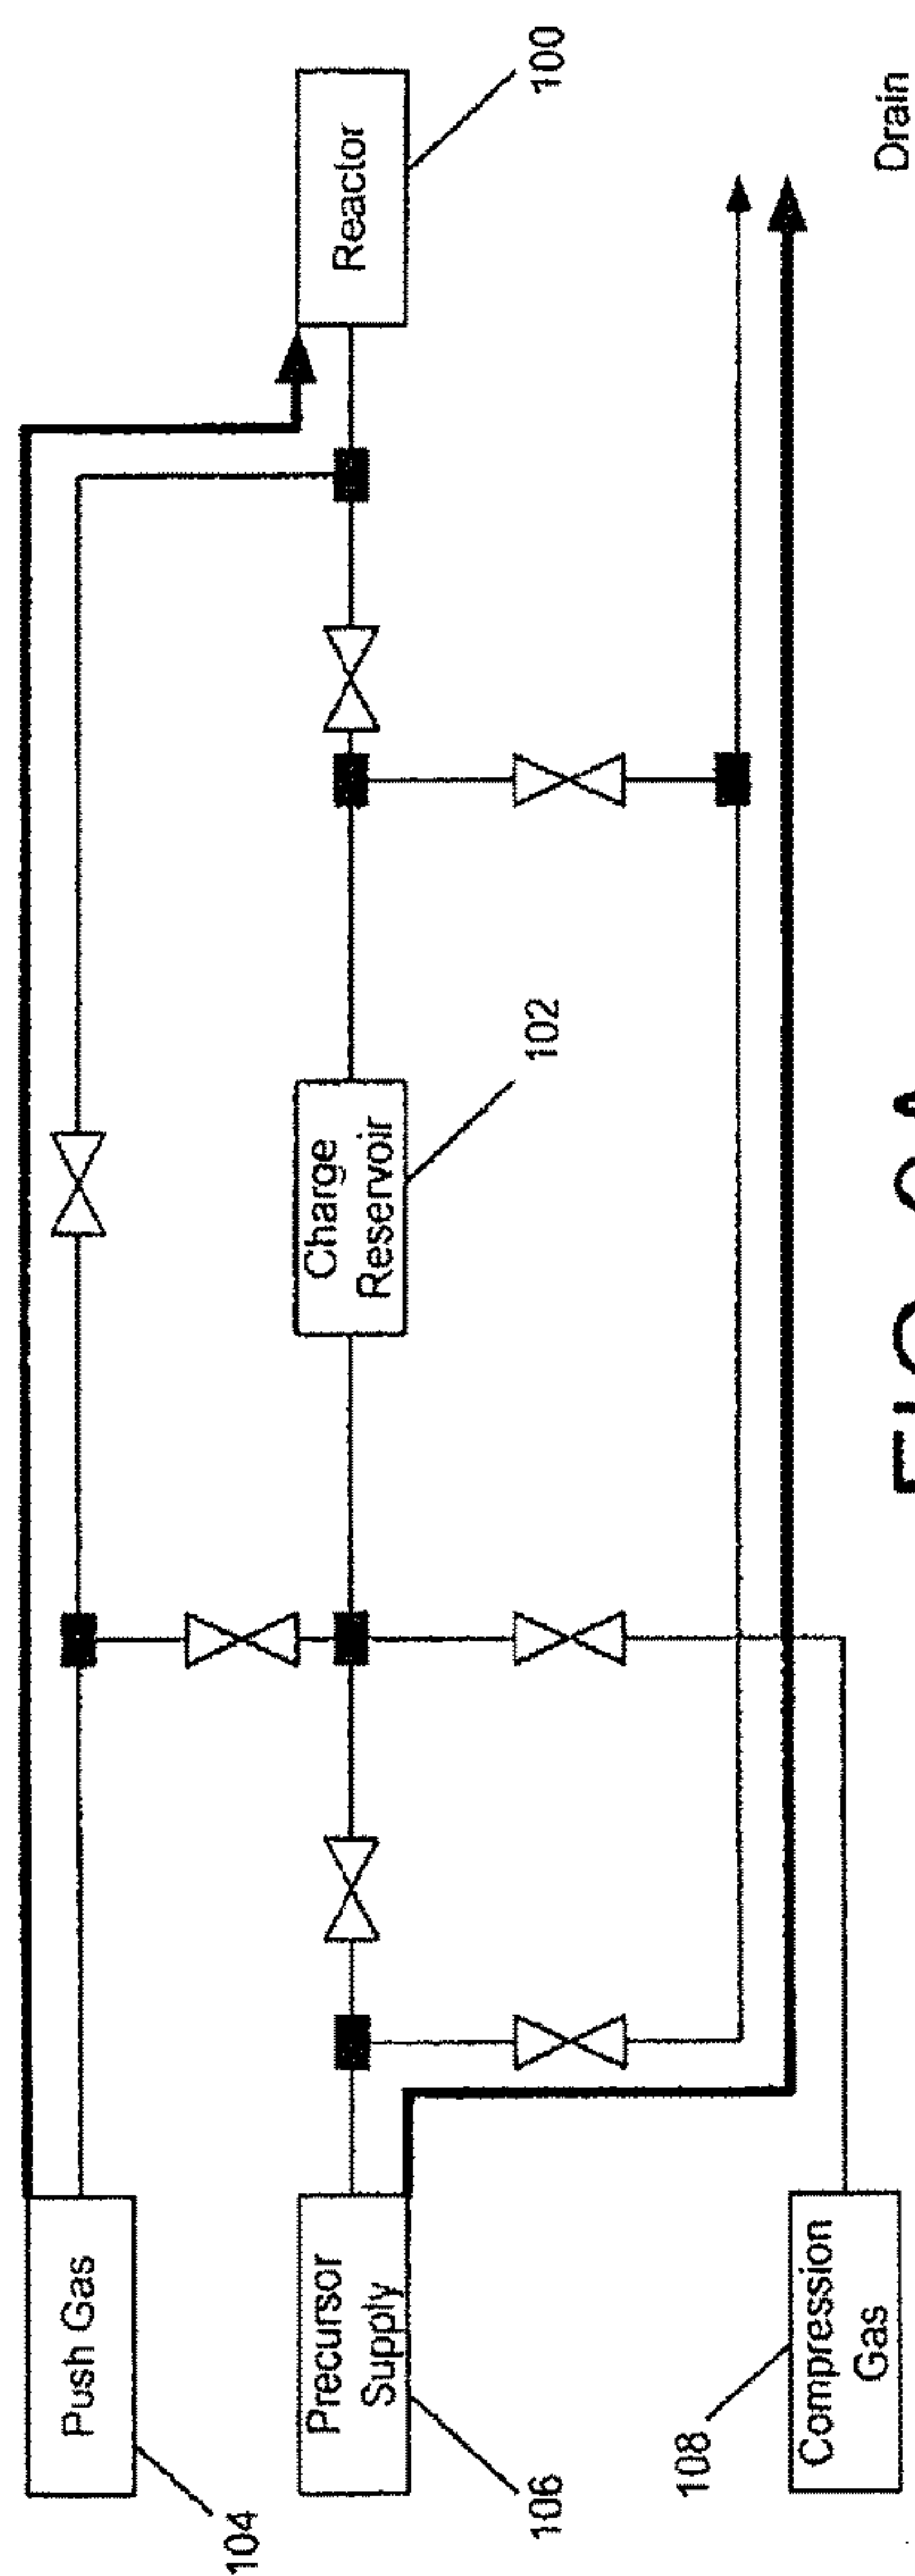 Push Gas
104
Precursor
Supply
106
Compression
Gas
108
Charge
Reservoir
102
Reactor
100
Drain